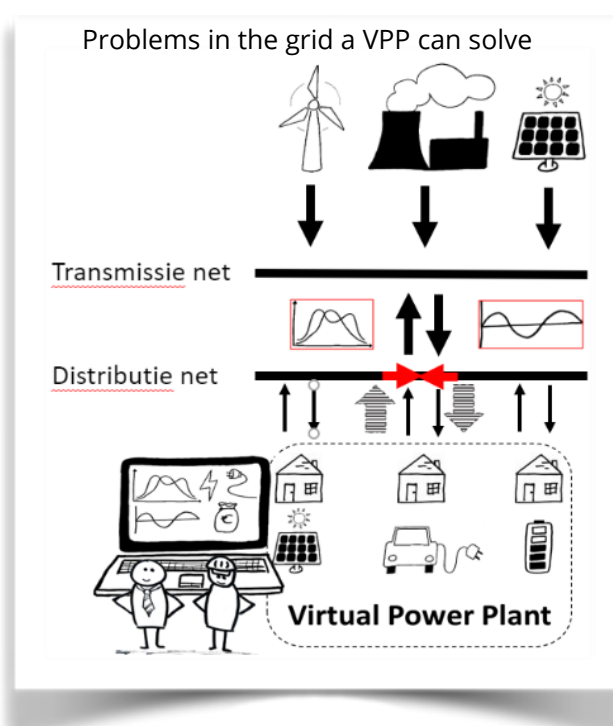 Problems in the grid a VPP can solve
Transmissie net
Distributie net
€
Virtual Power Plant